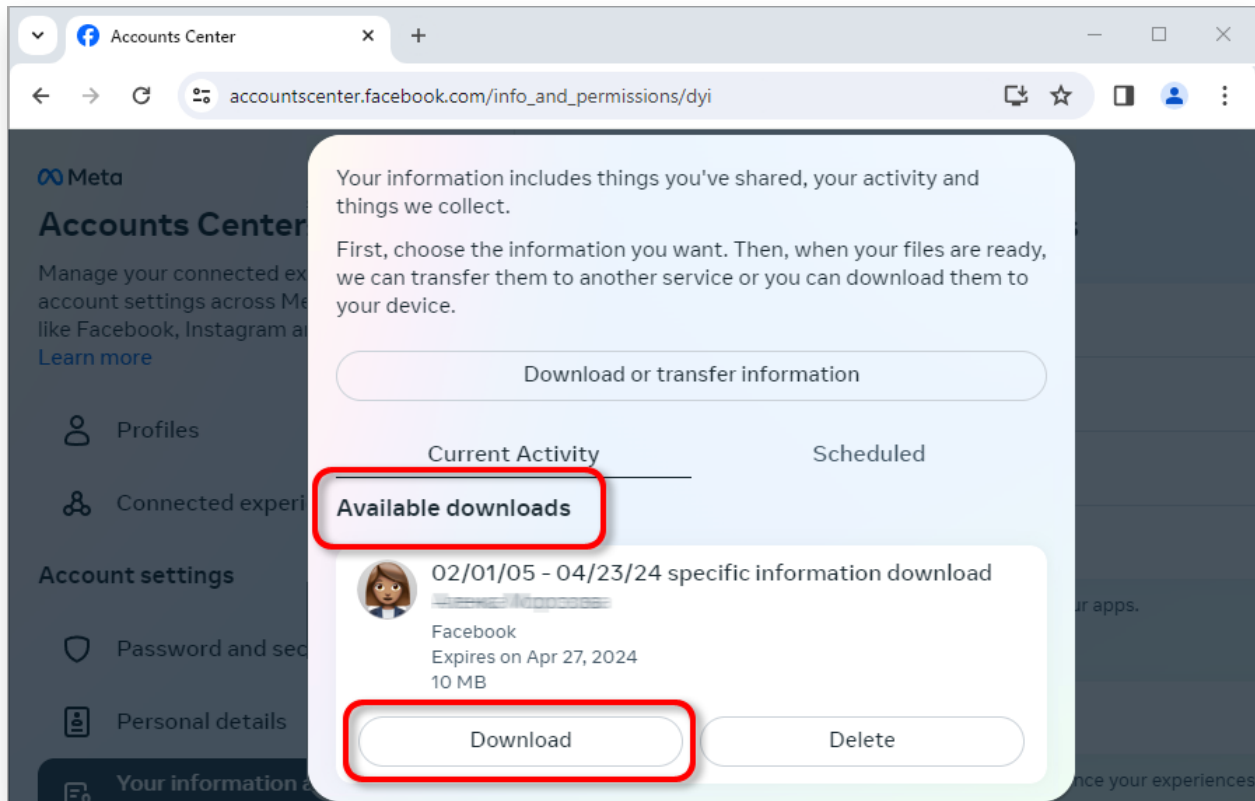 Accounts Center
accountscenter.facebook.com/info_and_permissions/dyi
Meta
Accounts Center
Manage your connected ex
account settings across Me
like Facebook, Instagram a
Learn more
Profiles
Connected experi
Account settings
Password and sec
Personal details
Your information a
Your information includes things you've shared, your activity and
things we collect.
First, choose the information you want. Then, when your files are ready,
we can transfer them to another service or you can download them to
your device.
Download or transfer information
Current Activity
Scheduled
Available downloads
02/01/05 - 04/23/24 specific information download
Facebook
Expires on Apr 27, 2024
10 MB
Download
Delete
ur apps.
nce your experiences